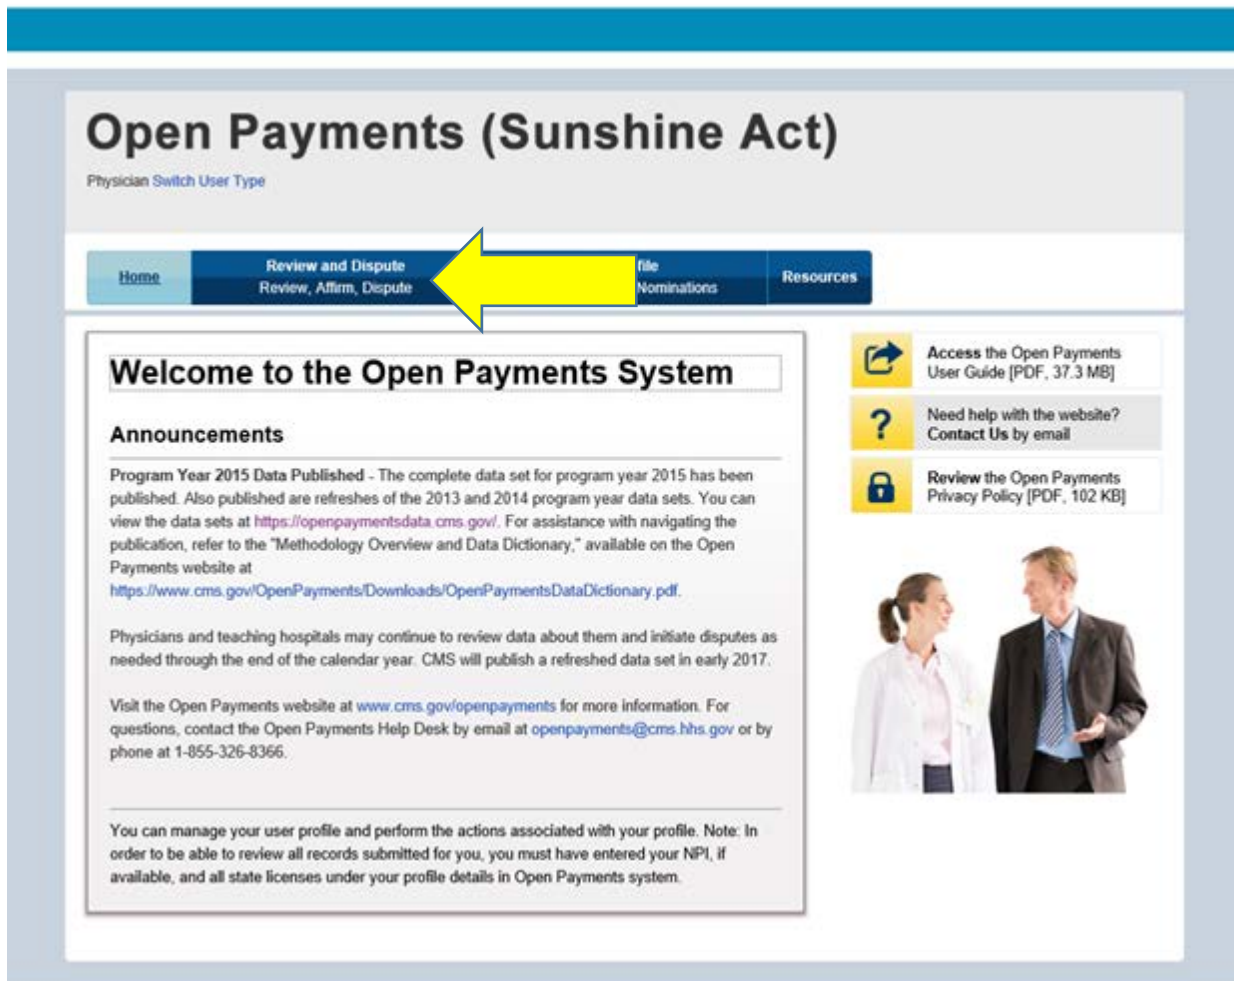 Open Payments (Sunshine Act)
Physician Switch User Type
Home
Review and Dispute
Review, Affirm, Dispute
Nominations
Resources
Welcome to the Open Payments System
Announcements
Program Year 2015 Data Published - The complete data set for program year 2015 has been
published. Also published are refreshes of the 2013 and 2014 program year data sets. You can
view the data sets at https://openpaymentsdata.cms.gov/. For assistance with navigating the
publication, refer to the "Methodology Overview and Data Dictionary," available on the Open
Payments website at
https://www.cms.gov/OpenPayments/Downloads/OpenPaymentsDataDictionary.pdf.
Physicians and teaching hospitals may continue to review data about them and initiate disputes as
needed through the end of the calendar year. CMS will publish a refreshed data set in early 2017.
Visit the Open Payments website at www.cms.gov/openpayments for more information. For
questions, contact the Open Payments Help Desk by email at openpayments@cms.hhs.gov or by
phone at 1-855-326-8366.
You can manage your user profile and perform the actions associated with your profile. Note: In
order to be able to review all records submitted for you, you must have entered your NPI, if
available, and all state licenses under your profile details in Open Payments system.
Access the Open Payments
User Guide [PDF, 37.3 MB]
?
Need help with the website?
Contact Us by email
Review the Open Payments
Privacy Policy [PDF, 102 KB]